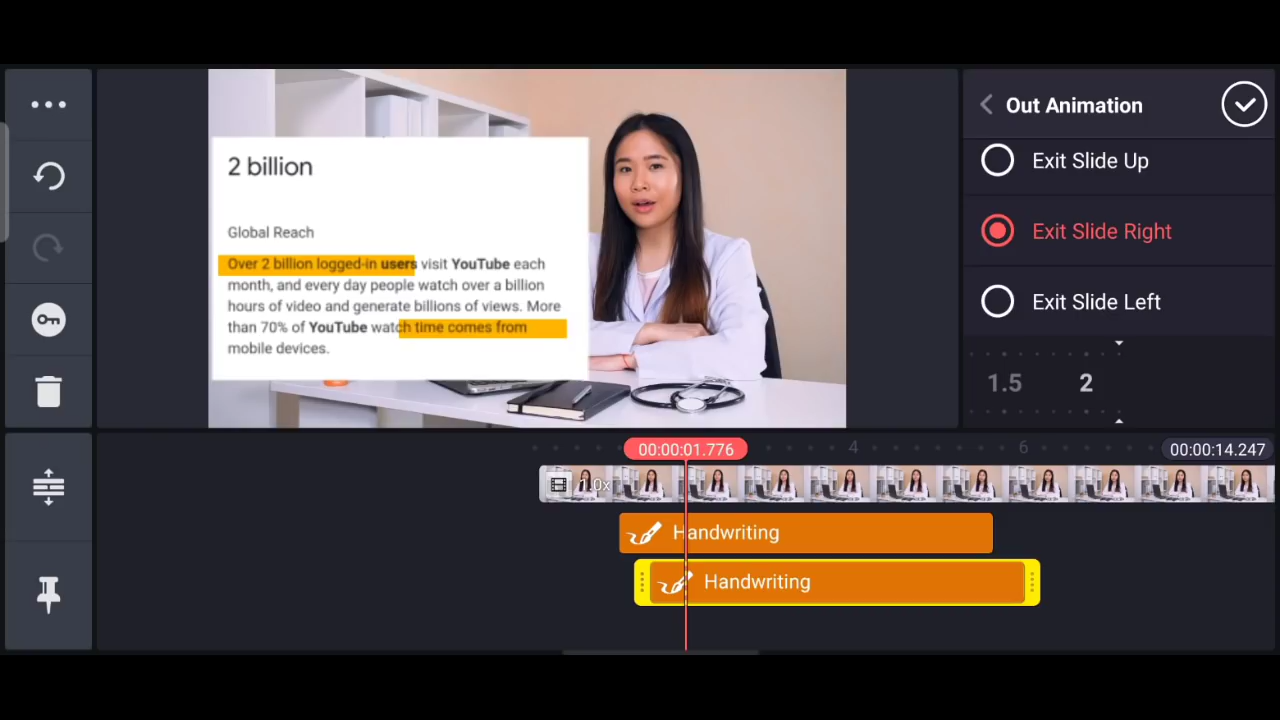 Out Animation
Exit Slide Up
Exit Slide Right
Exit Slide Left
1.5 2
2 billion
Global Reach
Over 2 billion logged-in users visit YouTube each
month, and every day people watch over a billion
hours of video and generate billions of views. More
than 70% of YouTube watch time comes from
mobile devices.
00:00:01.776 4 6 00:00:14.247
1.0x
Handwriting
Handwriting